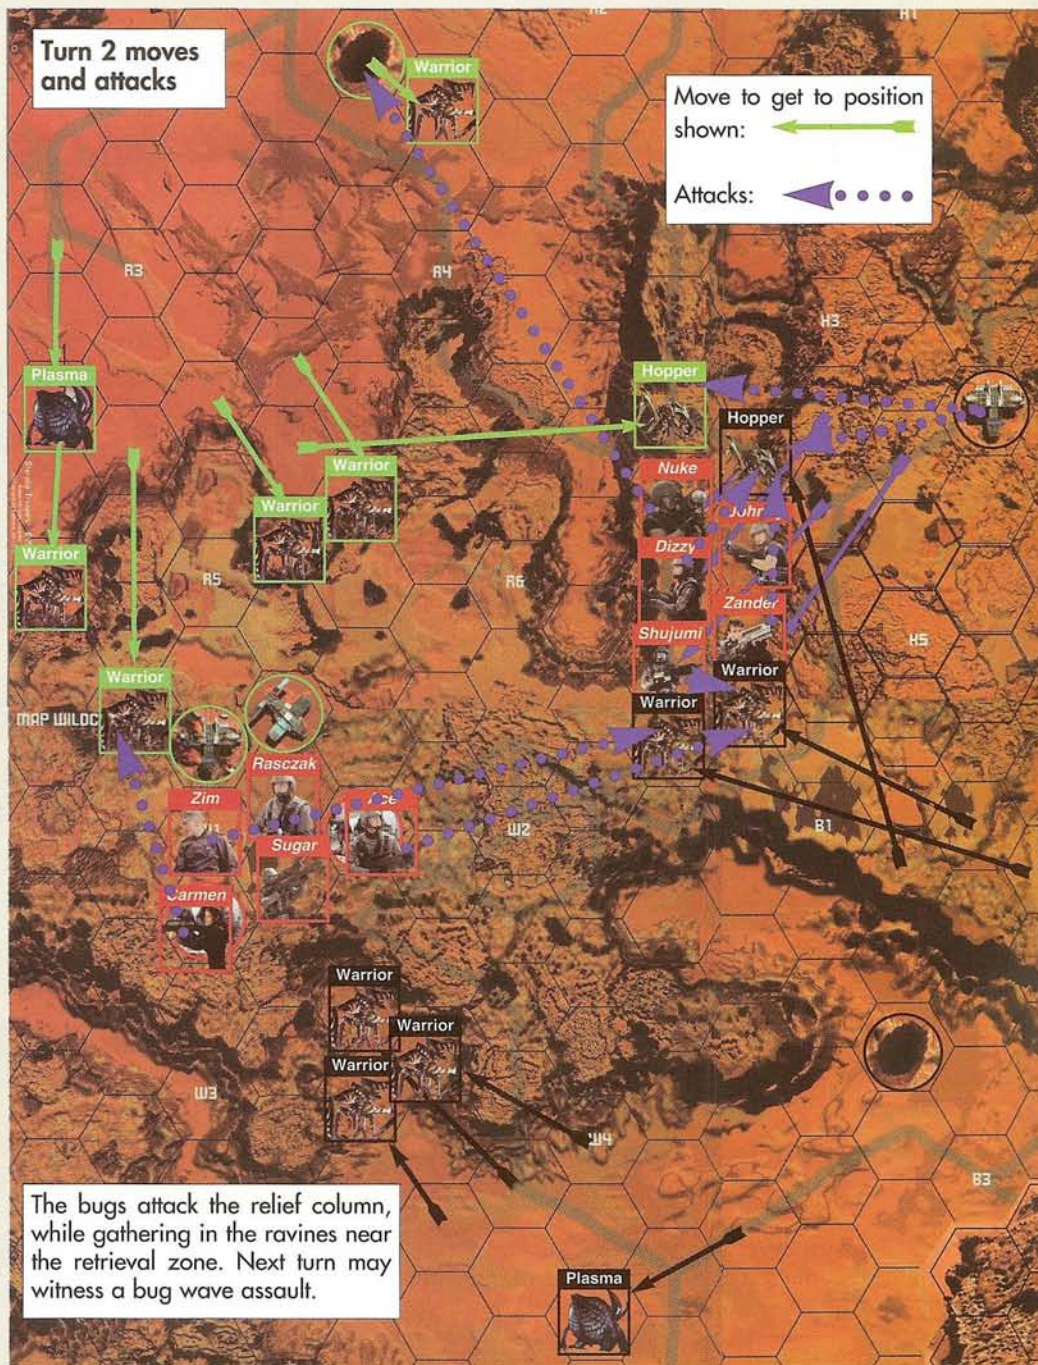 Turn 2 moves
and attacks
Warrior
Move to get to position
shown:
Attacks:
R3
R4
H3
Plasma
Hopper
Hopper
Nuke
Warrior
Warrior
Warrior
Dizzy
R5
R6
Zander
Shujumi
H5
Warrior
Warrior
Warrior
Rasczak
Zim
Ace
W2
B1
Sugar
Carmen
Warrior
Warrior
Warrior
W3
W4
B3
The bugs attack the relief column,
while gathering in the ravines near
the retrieval zone. Next turn may
witness a bug wave assault.
Plasma